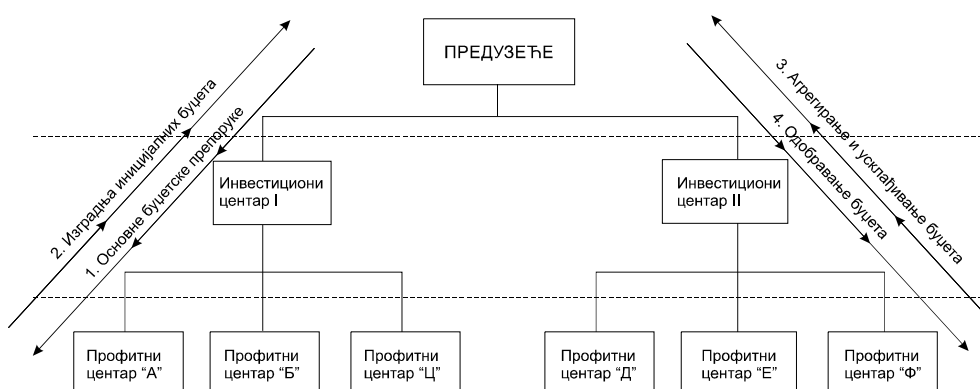 ПРЕДУЗЕЋЕ
2. Изградња иницијалних буџета
1. Основне буџетске препоруке
3. Агрегирање и усклађивање буџета
4. Одобравање буџета
Инвестициони
центар I
Инвестициони
центар II
Профитни
центар “А”
Профитни
центар “Б”
Профитни
центар “Ц”
Профитни
центар “Д”
Профитни
центар “Е”
Профитни
центар “Ф”